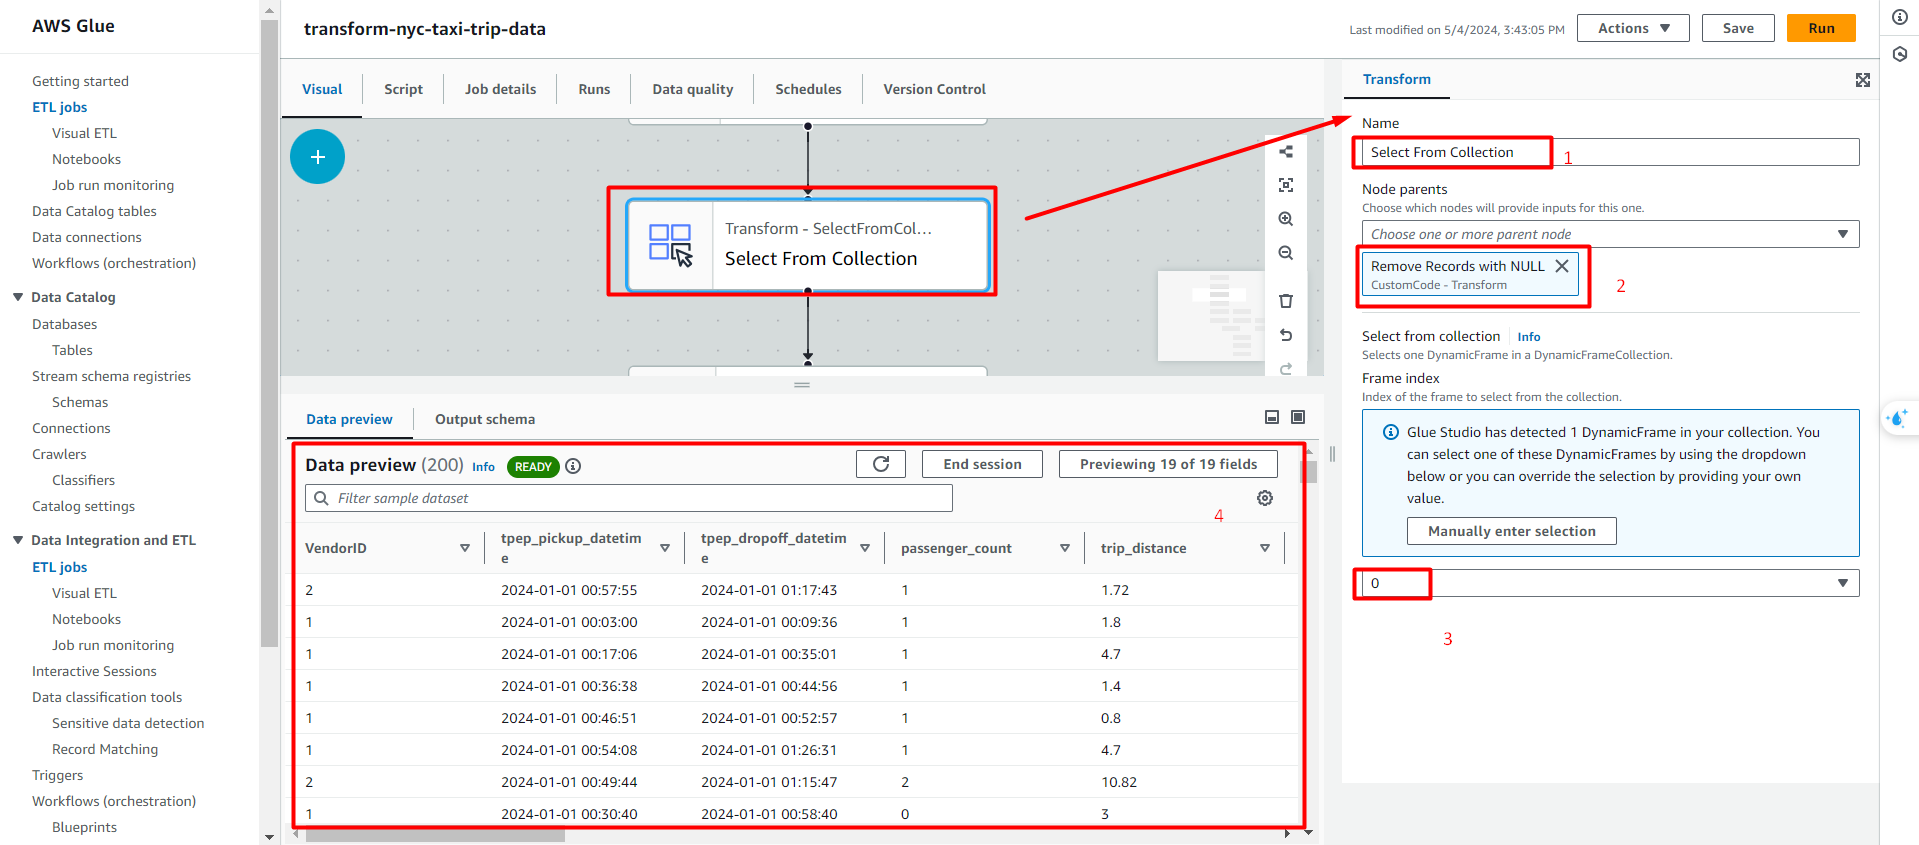 AWS Glue
Getting started
ETL jobs
Visual ETL
Notebooks
Job run monitoring
Data Catalog tables
Data connections
Workflows (orchestration)
Data Catalog
Databases
Tables
Stream schema registries
Schemas
Connections
Crawlers
Classifiers
Catalog settings
Data Integration and ETL
ETL jobs
Visual ETL
Notebooks
Job run monitoring
Interactive Sessions
Data classification tools
Sensitive data detection
Record Matching
Triggers
Workflows (orchestration)
Blueprints
transform-nyc-taxi-trip-data
Last modified on 5/4/2024, 3:43:05 PM
Actions
Save
Run
Visual
Script
Job details
Runs
Data quality
Schedules
Version Control
Transform - SelectFromCol...
Select From Collection
Data preview
Output schema
Data preview (200) Info READY
End session
Previewing 19 of 19 fields
Filter sample dataset
4
VendorID
tpep_pickup_datetim
e
tpep_dropoff_datetim
e
passenger_count
trip_distance
2 2024-01-01 00:57:55 2024-01-01 01:17:43 1 1.72
1 2024-01-01 00:03:00 2024-01-01 00:09:36 1 1.8
1 2024-01-01 00:17:06 2024-01-01 00:35:01 1 4.7
1 2024-01-01 00:36:38 2024-01-01 00:44:56 1 1.4
1 2024-01-01 00:46:51 2024-01-01 00:52:57 1 0.8
1 2024-01-01 00:54:08 2024-01-01 01:26:31 1 4.7
2 2024-01-01 00:49:44 2024-01-01 01:15:47 2 10.82
1 2024-01-01 00:30:40 2024-01-01 00:58:40 0 3
Transform
Name
Select From Collection
1
Node parents
Choose which nodes will provide inputs for this one.
Choose one or more parent node
Remove Records with NULL
CustomCode - Transform
2
Select from collection Info
Selects one DynamicFrame in a DynamicFrameCollection.
Frame index
Index of the frame to select from the collection.
Glue Studio has detected 1 DynamicFrame in your collection. You
can select one of these DynamicFrames by using the dropdown
below or you can override the selection by providing your own
value.
Manually enter selection
0
3